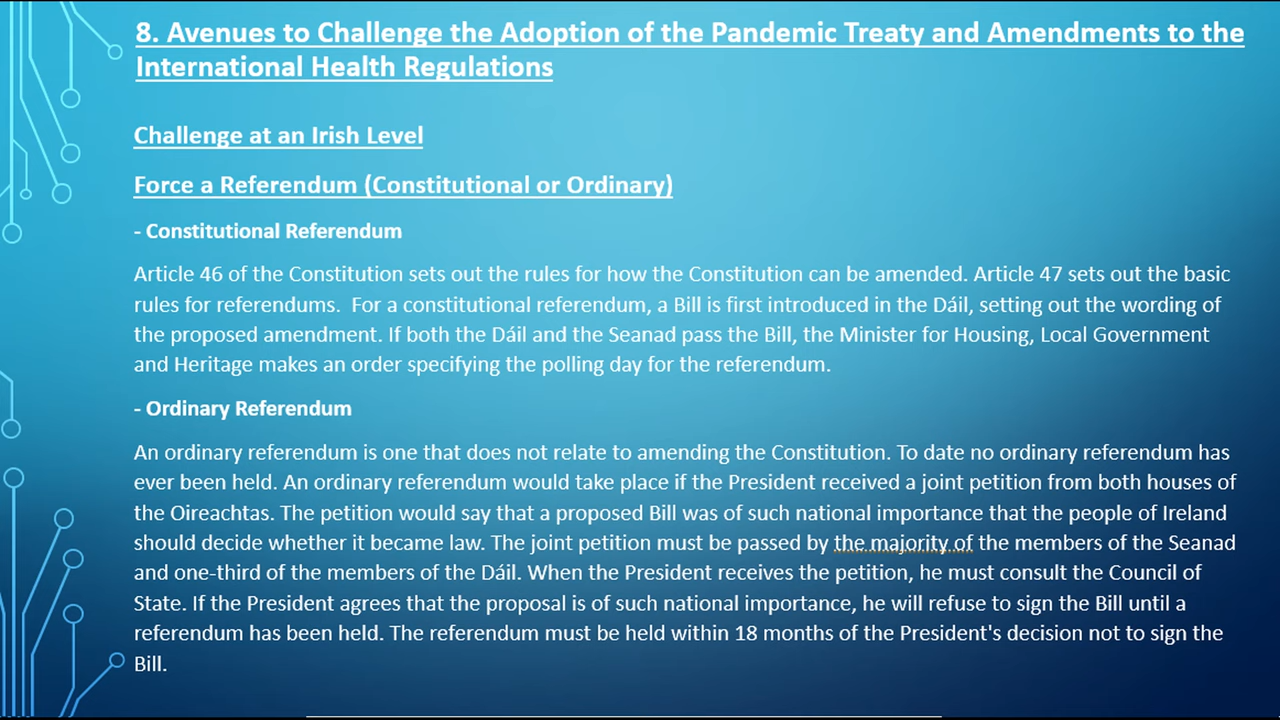 8. Avenues to Challenge the Adoption of the Pandemic Treaty and Amendments to the
International Health Regulations
Challenge at an Irish Level
Force a Referendum (Constitutional or Ordinary)
- Constitutional Referendum
Article 46 of the Constitution sets out the rules for how the Constitution can be amended. Article 47 sets out the basic
rules for referendums.  For a constitutional referendum, a Bill is first introduced in the Dáil, setting out the wording of
the proposed amendment. If both the Dáil and the Seanad pass the Bill, the Minister for Housing, Local Government
and Heritage makes an order specifying the polling day for the referendum.
- Ordinary Referendum
An ordinary referendum is one that does not relate to amending the Constitution. To date no ordinary referendum has
ever been held. An ordinary referendum would take place if the President received a joint petition from both houses of
the Oireachtas. The petition would say that a proposed Bill was of such national importance that the people of Ireland
should decide whether it became law. The joint petition must be passed by the majority of the members of the Seanad
and one-third of the members of the Dáil. When the President receives the petition, he must consult the Council of
State. If the President agrees that the proposal is of such national importance, he will refuse to sign the Bill until a
referendum has been held. The referendum must be held within 18 months of the President's decision not to sign the
Bill.